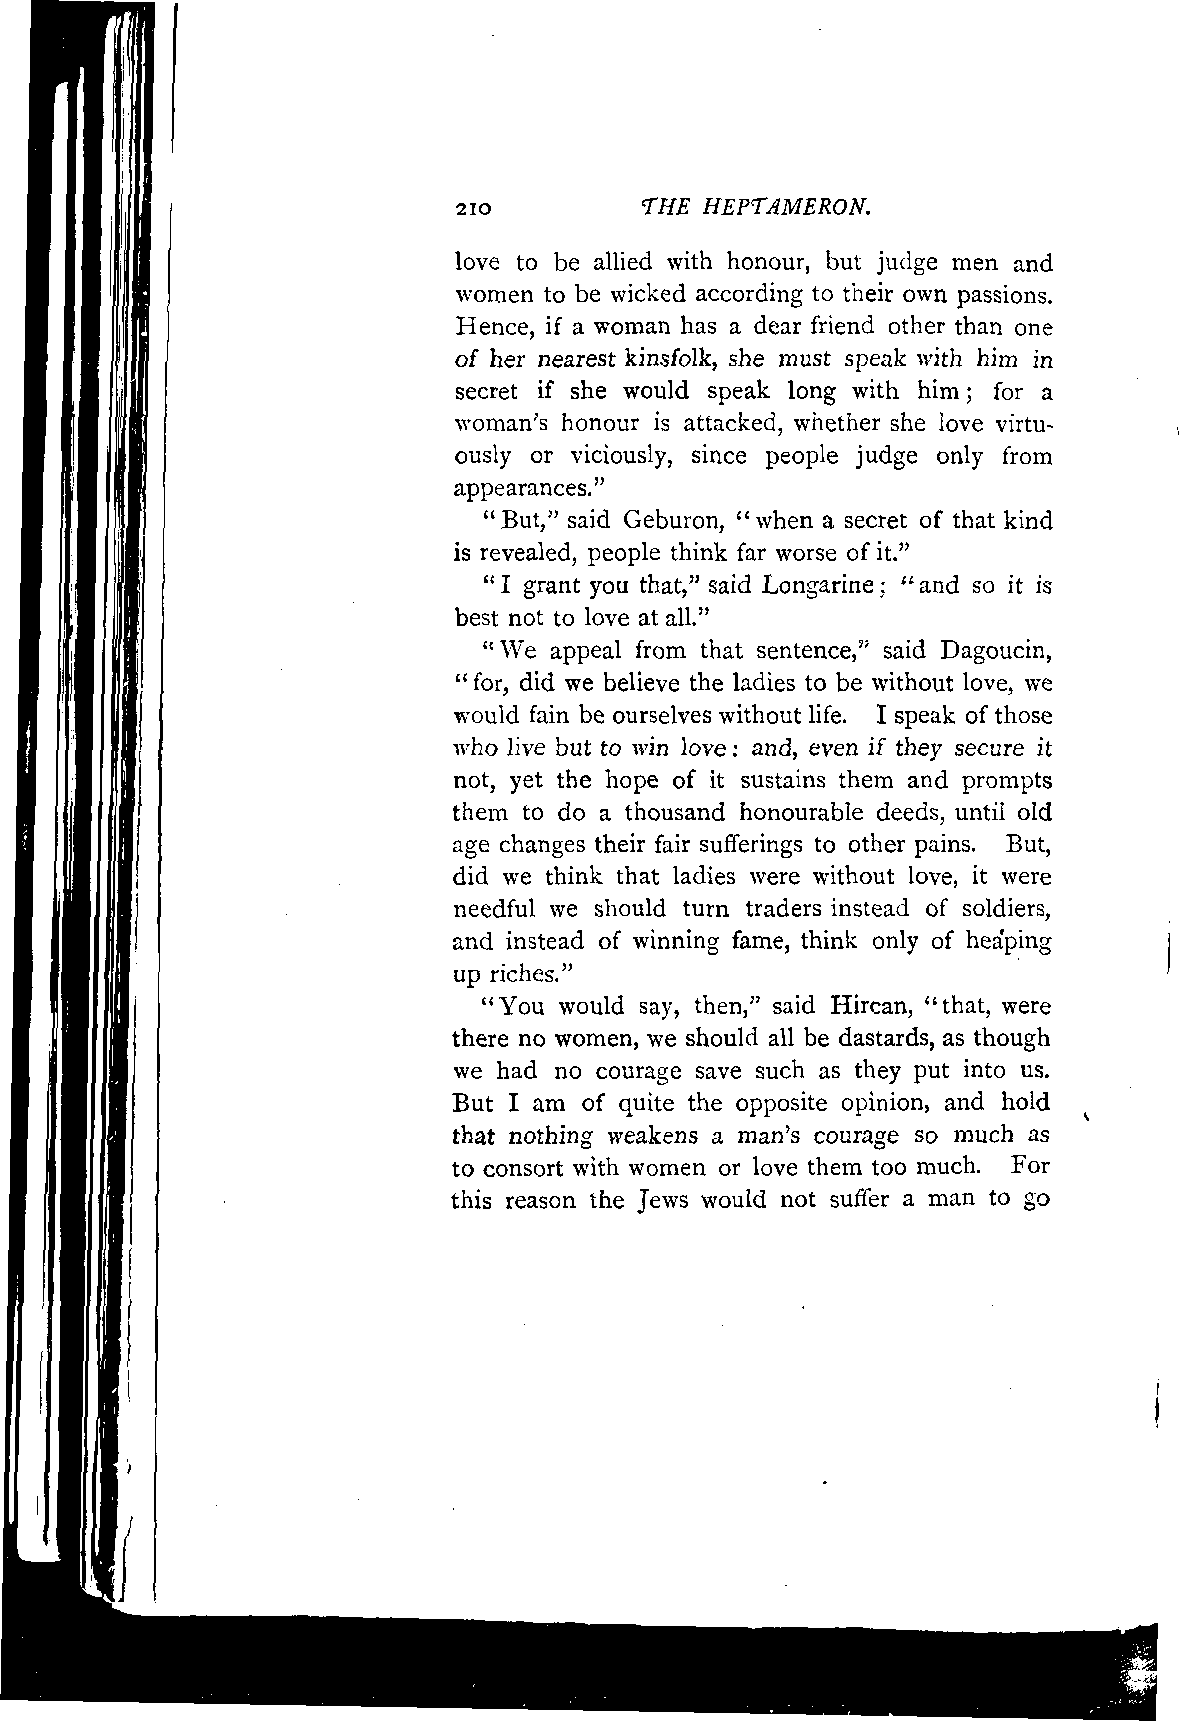 210 THE HEPTAMERON.
love to be allied with honour, but judge men and
women to be wicked according to their own passions.
Hence, if a woman has a dear friend other than one
of her nearest kinsfolk, she must speak with him in
secret if she would speak long with him; for a
woman's honour is attacked, whether she love virtu-
ously or viciously, since people judge only from
appearances."
"But," said Geburon, "when a secret of that kind
is revealed, people think far worse of it."
"I grant you that," said Longarine; "and so it is
best not to love at all."
"We appeal from that sentence," said Dagoucin,
"for, did we believe the ladies to be without love, we
would fain be ourselves without life. I speak of those
who live but to win love: and, even if they secure it
not, yet the hope of it sustains them and prompts
them to do a thousand honourable deeds, until old
age changes their fair sufferings to other pains. But,
did we think that ladies were without love, it were
needful we should turn traders instead of soldiers,
and instead of winning fame, think only of heaping
up riches."
"You would say, then," said Hircan, "that, were
there no women, we should all be dastards, as though
we had no courage save such as they put into us.
But I am of quite the opposite opinion, and hold
that nothing weakens a man's courage so much as
to consort with women or love them too much. For
this reason the Jews would not suffer a man to go